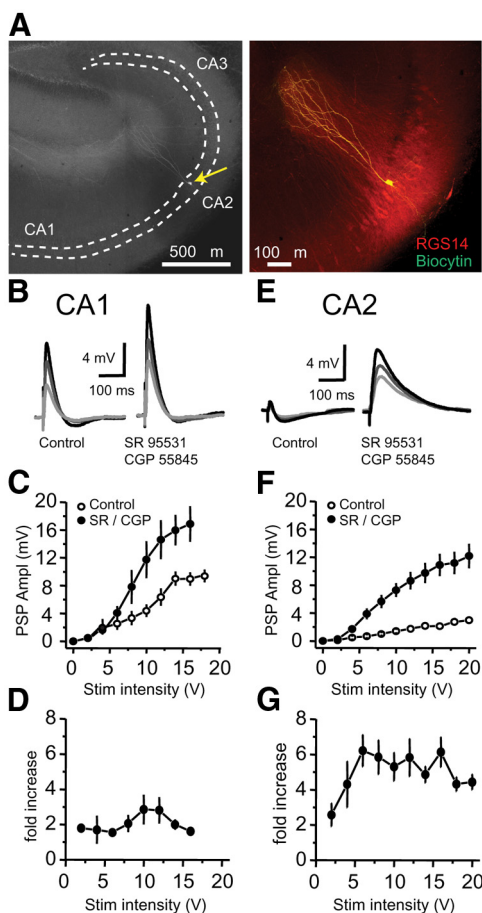 A
CA3
CA2
CA1
500 m
100 m
RGS14
Biocytin
B CA1
4 mV
100 ms
Control
SR 95531
CGP 55845
E CA2
4 mV
100 ms
Control
SR 95531
CGP 55845
C
Control
SR / CGP
PSP Ampl (mV)
20
16
12
8
4
0
0 5 10 15 20
Stim intensity (V)
F
Control
SR / CGP
PSP Ampl (mV)
20
16
12
8
4
0
0 5 10 15 20
Stim intensity (V)
D
fold increase
8
6
4
2
0
0 5 10 15 20
Stim intensity (V)
G
fold increase
8
6
4
2
0
0 5 10 15 20
Stim intensity (V)